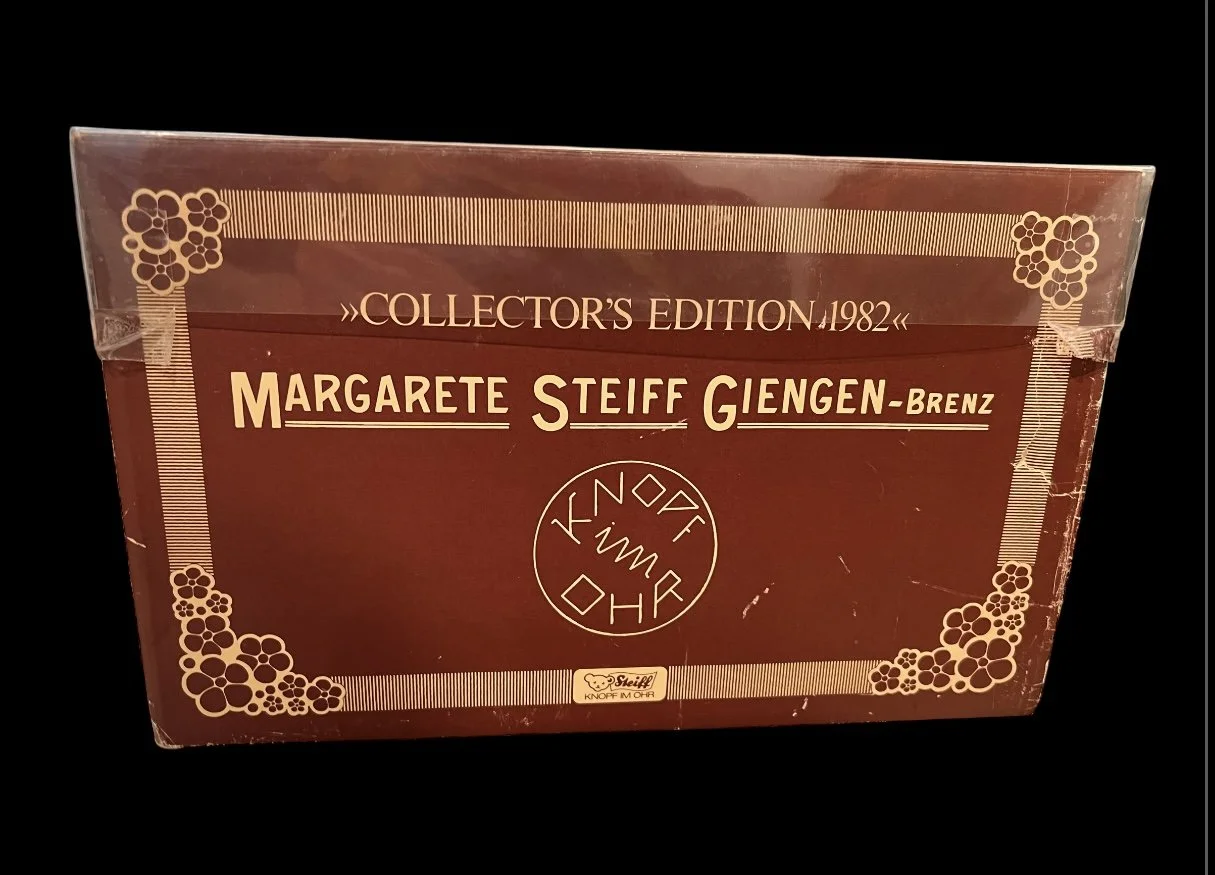 »COLLECTOR'S EDITION 1982«
MARGARETE STEIFF GIENGEN-BRENZ
KNOPF
im
OHR
Steiff
KNOPF IM OHR